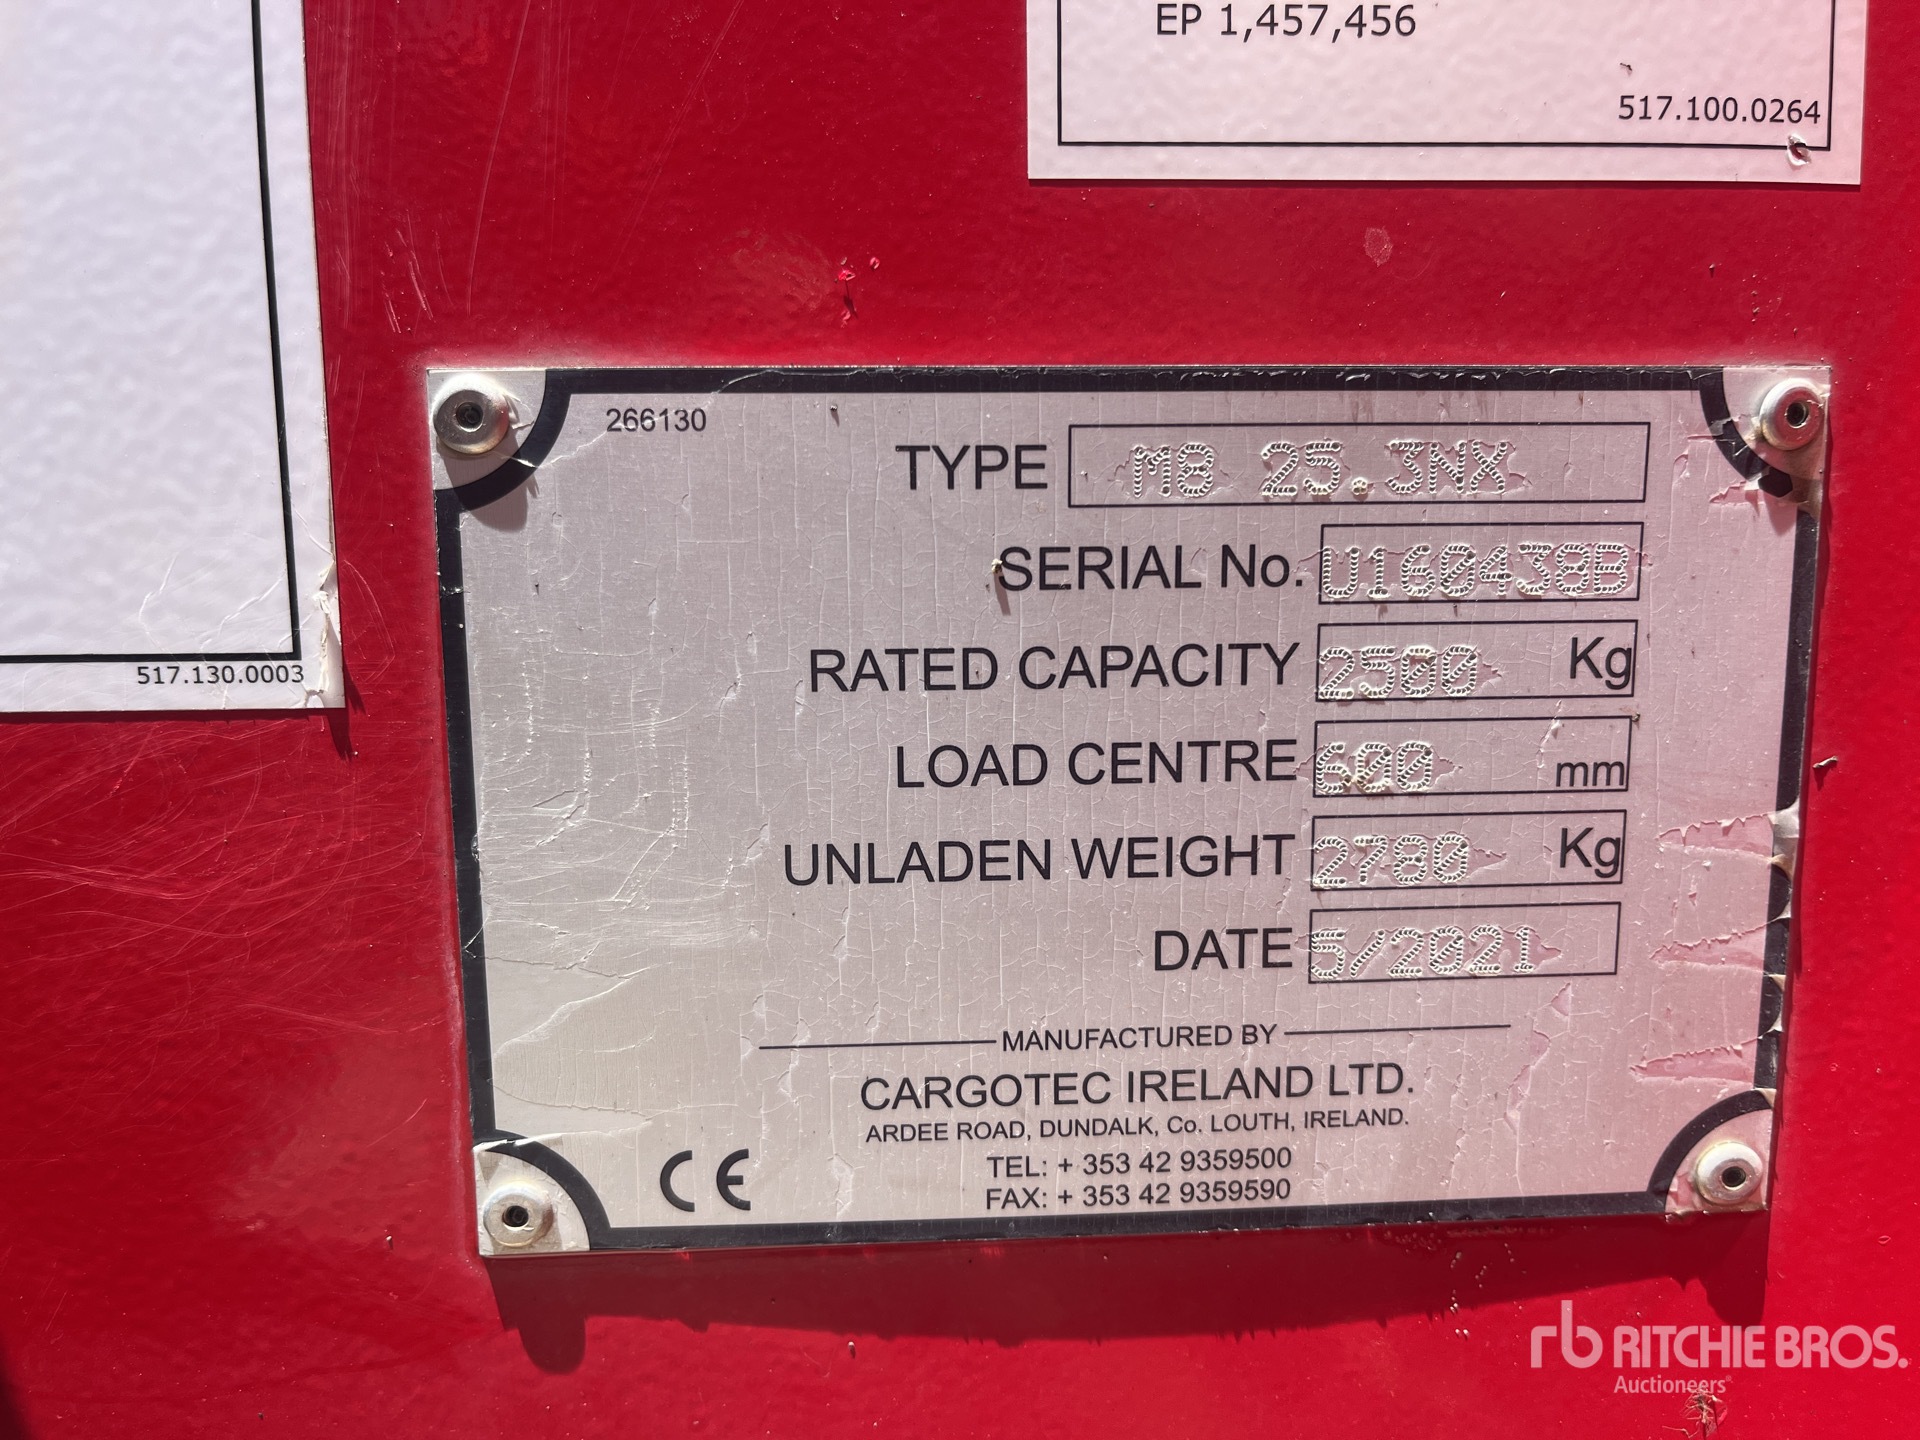 EP 1,457,456
517.100.0264
517.130.0003
266130
TYPE M8 25.3NX
SERIAL No. U160438B
RATED CAPACITY 2500 Kg
LOAD CENTRE 600 mm
UNLADEN WEIGHT 2780 Kg
DATE 5/2021
MANUFACTURED BY
CARGOTEC IRELAND LTD.
ARDEE ROAD, DUNDALK, Co. LOUTH, IRELAND.
TEL: + 353 42 9359500
FAX: + 353 42 9359590
CE
rb RITCHIE BROS.
Auctioneers®